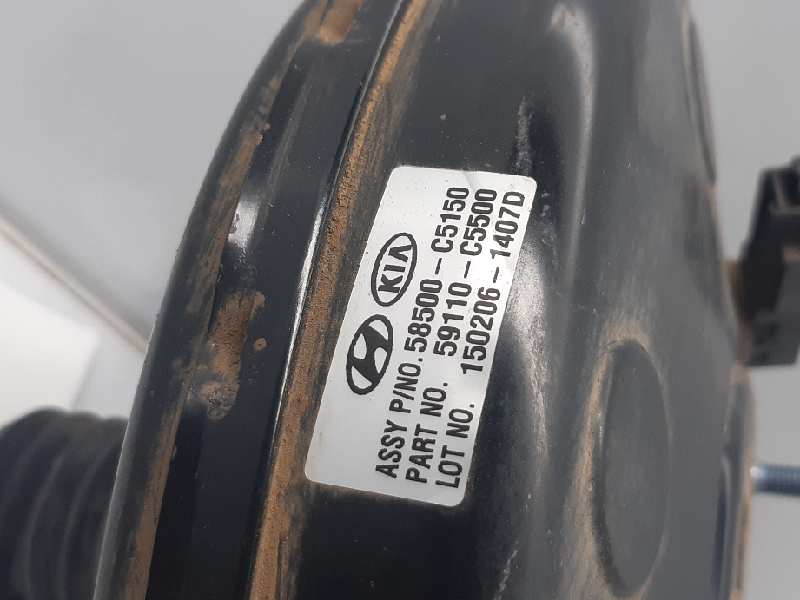 KIA
ASSY P/NO. 58500-C5150
PART NO. 59110-C5500
LOT NO. 150206-1407D